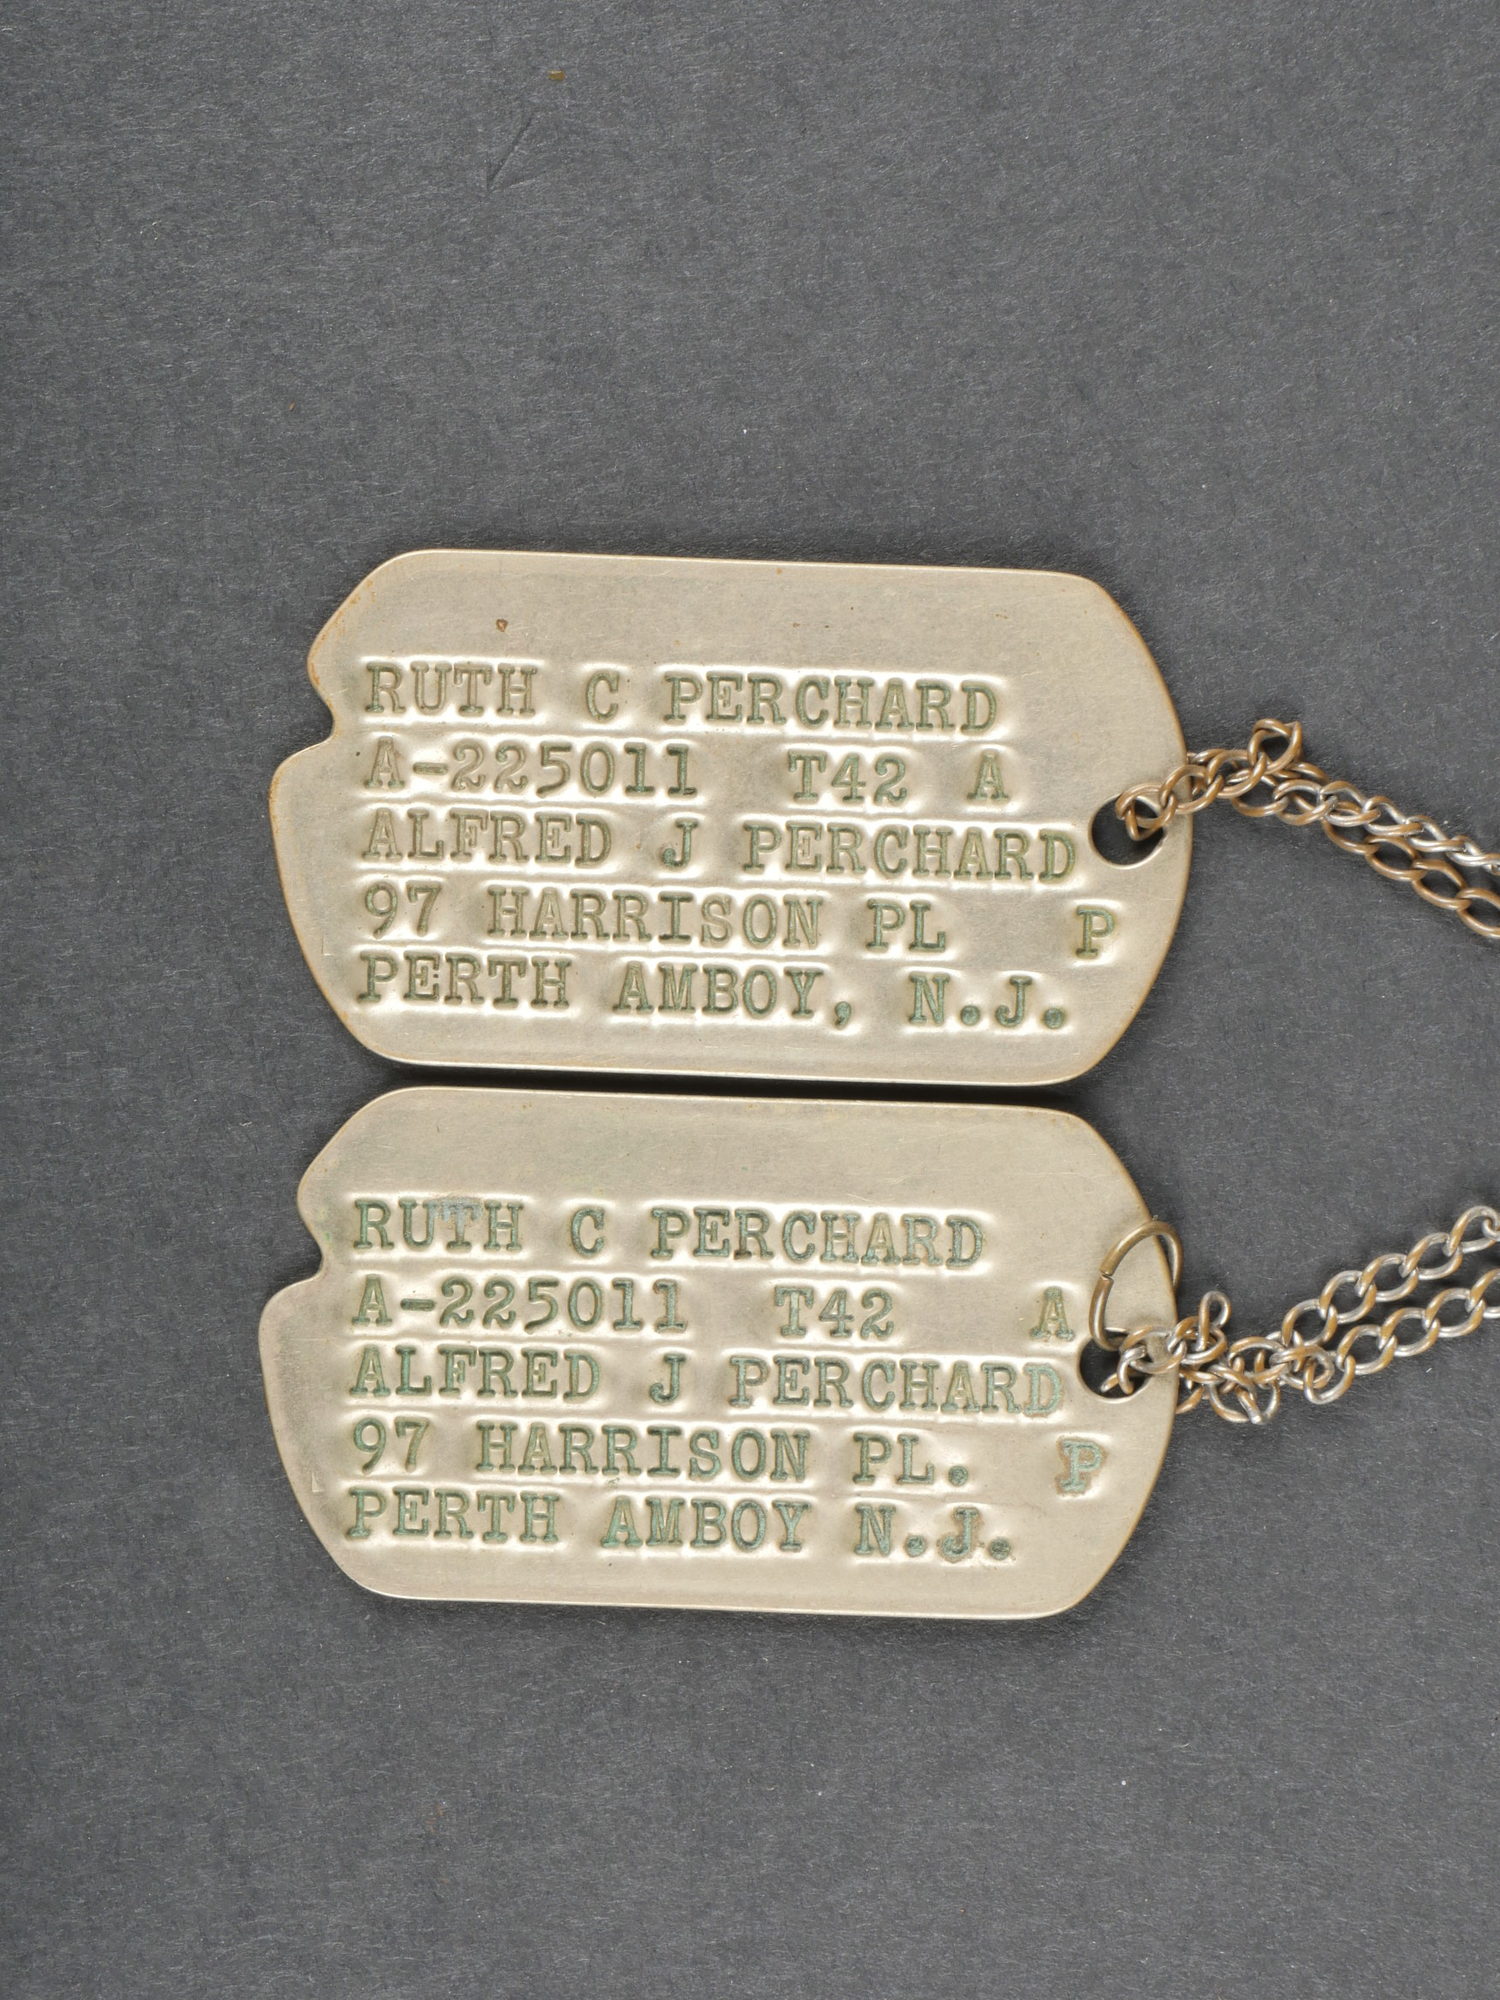 RUTH C PERCHARD
A-225011 T42 A
ALFRED J PERCHARD
97 HARRISON PL P
PERTH AMBOY, N.J.
RUTH C PERCHARD
A-225011 T42 A
ALFRED J PERCHARD
97 HARRISON PL. P
PERTH AMBOY N.J.